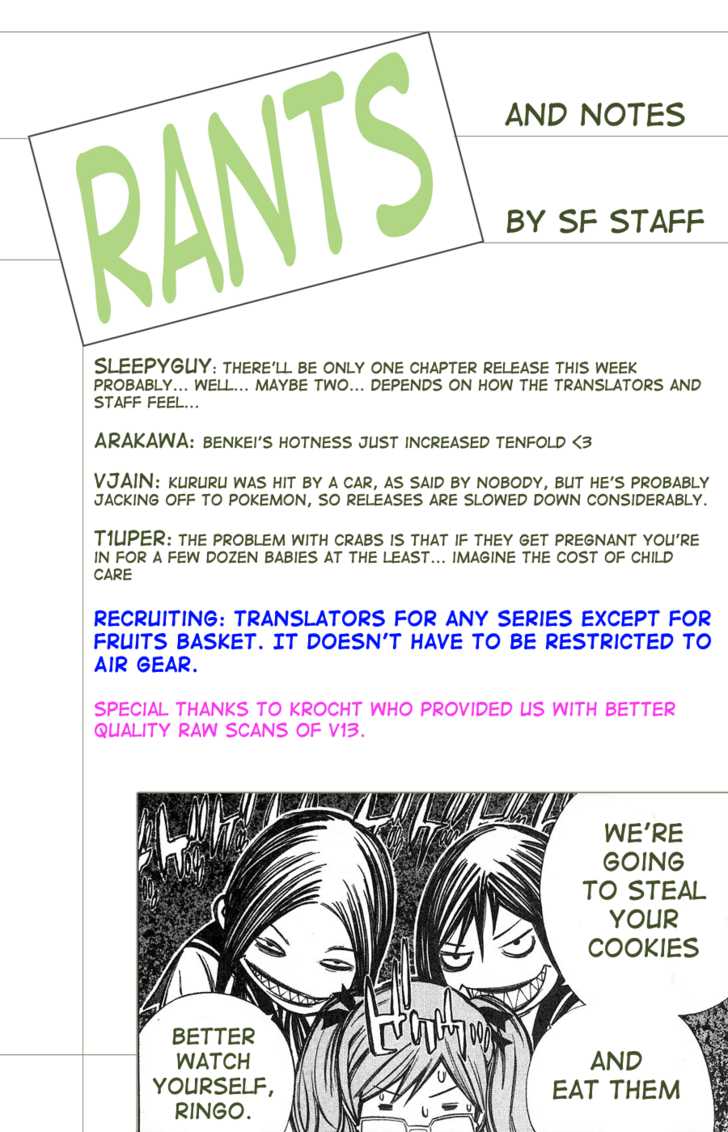 RANTS
AND NOTES
BY SF STAFF
SLEEPYGUY: THERE'LL BE ONLY ONE CHAPTER RELEASE THIS WEEK
PROBABLY... WELL... MAYBE TWO... DEPENDS ON HOW THE TRANSLATORS AND
STAFF FEEL...
ARAKAWA: BENKEI'S HOTNESS JUST INCREASED TENFOLD <3
VJAIN: KURURU WAS HIT BY A CAR, AS SAID BY NOBODY, BUT HE'S PROBABLY
JACKING OFF TO POKEMON, SO RELEASES ARE SLOWED DOWN CONSIDERABLY.
T1UPER: THE PROBLEM WITH CRABS IS THAT IF THEY GET PREGNANT YOU'RE
IN FOR A FEW DOZEN BABIES AT THE LEAST... IMAGINE THE COST OF CHILD
CARE
RECRUITING: TRANSLATORS FOR ANY SERIES EXCEPT FOR
FRUITS BASKET. IT DOESN'T HAVE TO BE RESTRICTED TO
AIR GEAR.
SPECIAL THANKS TO KROCHT WHO PROVIDED US WITH BETTER
QUALITY RAW SCANS OF V13.
WE'RE
GOING
TO STEAL
YOUR
COOKIES
AND
EAT THEM
BETTER
WATCH
YOURSELF,
RINGO.